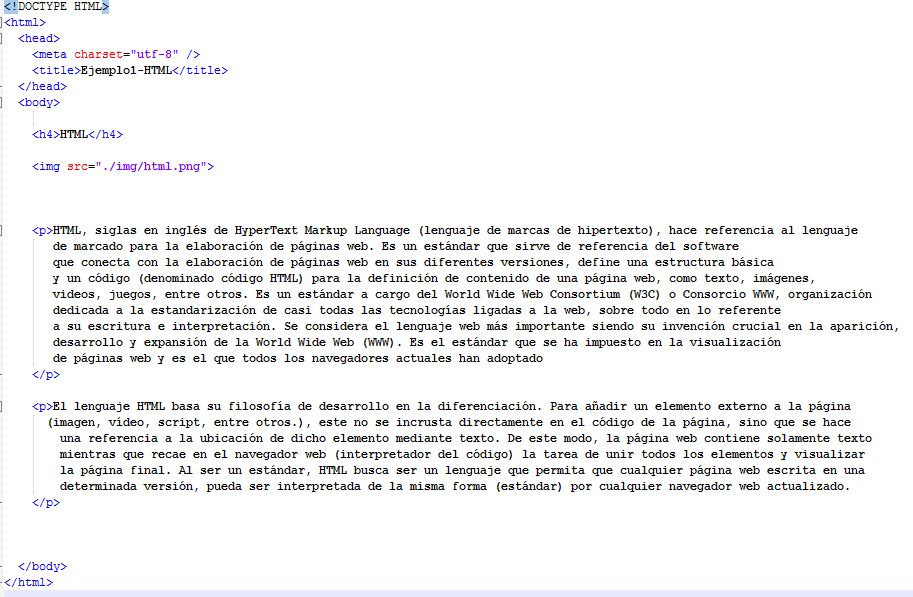 <!DOCTYPE HTML>
<html>
<head>
<meta charset="utf-8" />
<title>Ejemplo1-HTML</title>
</head>
<body>
<h4>HTML</h4>
<img src="./img/html.png">
<p>HTML, siglas en inglés de HyperText Markup Language (lenguaje de marcas de hipertexto), hace referencia al lenguaje
de marcado para la elaboración de páginas web. Es un estándar que sirve de referencia del software
que conecta con la elaboración de páginas web en sus diferentes versiones, define una estructura básica
y un código (denominado código HTML) para la definición de contenido de una página web, como texto, imágenes,
videos, juegos, entre otros. Es un estándar a cargo del World Wide Web Consortium (W3C) o Consorcio WWW, organización
dedicada a la estandarización de casi todas las tecnologías ligadas a la web, sobre todo en lo referente
a su escritura e interpretación. Se considera el lenguaje web más importante siendo su invención crucial en la aparición,
desarrollo y expansión de la World Wide Web (WWW). Es el estándar que se ha impuesto en la visualización
de páginas web y es el que todos los navegadores actuales han adoptado
</p>
<p>El lenguaje HTML basa su filosofía de desarrollo en la diferenciación. Para añadir un elemento externo a la página
(imagen, vídeo, script, entre otros.), este no se incrusta directamente en el código de la página, sino que se hace
una referencia a la ubicación de dicho elemento mediante texto. De este modo, la página web contiene solamente texto
mientras que recae en el navegador web (interpretador del código) la tarea de unir todos los elementos y visualizar
la página final. Al ser un estándar, HTML busca ser un lenguaje que permita que cualquier página web escrita en una
determinada versión, pueda ser interpretada de la misma forma (estándar) por cualquier navegador web actualizado.
</p>
</body>
</html>